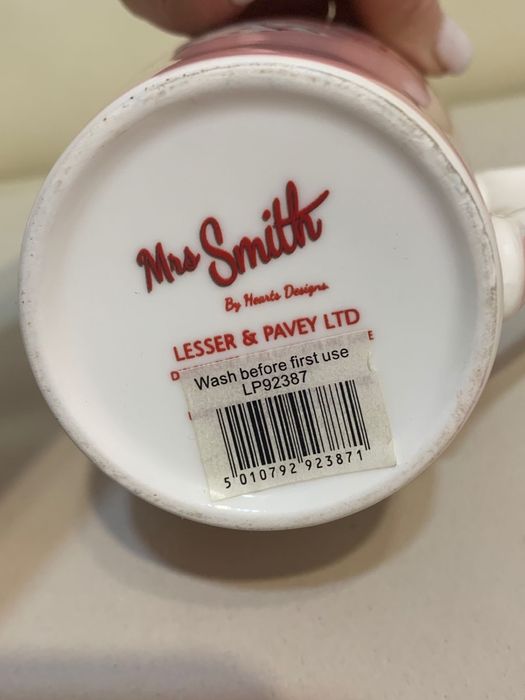 Mrs Smith
By Hearts Designs
LESSER & PAVEY LTD
Wash before first use
LP92387
5 010792 923871